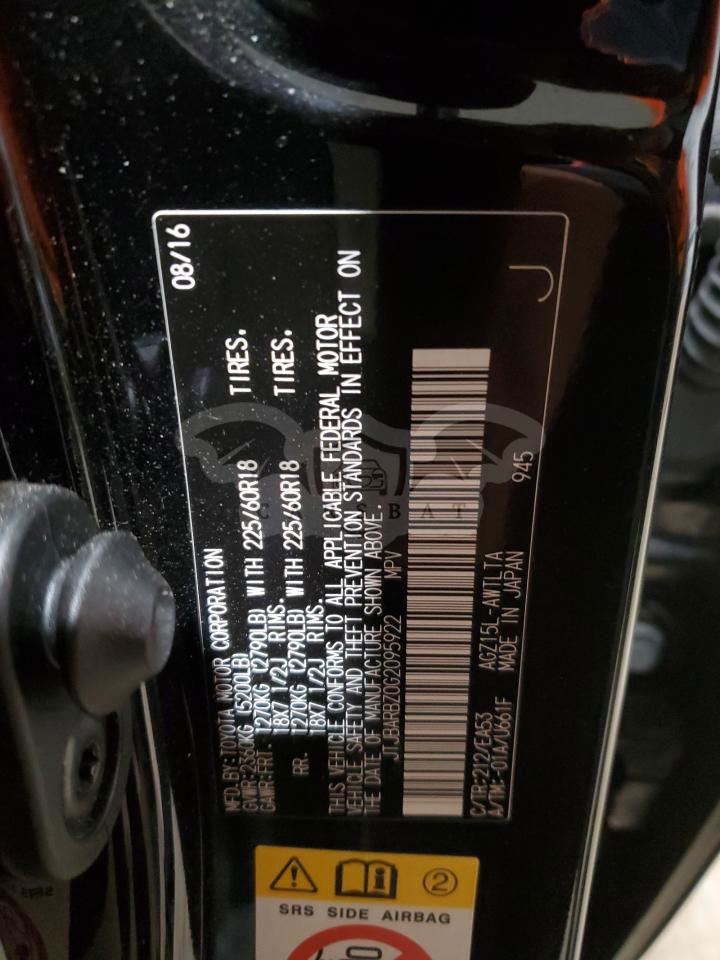 08/16
MFD.BY:TOYOTA MOTOR CORPORATION
GVWR:2360KG (5200LB)
GAWR:FRT. 1270KG (2790LB) WITH 225/60R18 TIRES.
18X7 1/2J RIMS.
RR. 1270KG (2790LB) WITH 225/60R18 TIRES.
18X7 1/2J RIMS.
THIS VEHICLE CONFORMS TO ALL APPLICABLE FEDERAL MOTOR
VEHICLE SAFETY AND THEFT PREVENTION STANDARDS IN EFFECT ON
THE DATE OF MANUFACTURE SHOWN ABOVE.
JTJBARBZ0G2095922 MPV
C/TR:212/EA53 AGZ15L-AWTLTA
A/TM:-01A/U661F MADE IN JAPAN 945
J
2
SRS SIDE AIRBAG